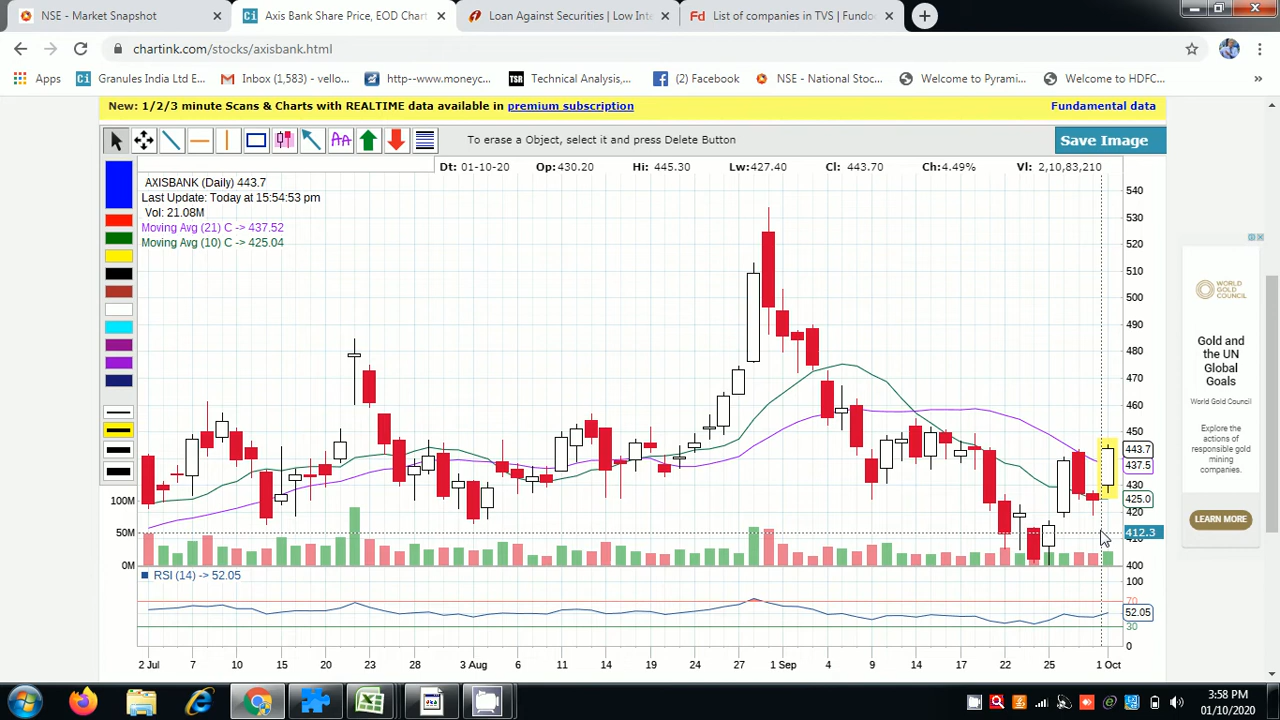 NSE - Market Snapshot
Axis Bank Share Price, EOD Chart
Loan Against Securities | Low Inte
List of companies in TVS | Fundoo
chartink.com/stocks/axisbank.html
Apps
Granules India Ltd E...
Inbox (1,583) - vello...
http--www.moneyc...
Technical Analysis,...
(2) Facebook
NSE - National Stoc...
Welcome to Pyrami...
Welcome to HDFC...
New: 1/2/3 minute Scans & Charts with REALTIME data available in premium subscription
Fundamental data
To erase a Object, select it and press Delete Button
Save Image
Dt: 01-10-20 Op:430.20 Hi: 445.30 Lw:427.40 Cl: 443.70 Ch:4.49% Vl: 2,10,83,210
AXISBANK (Daily) 443.7
Last Update: Today at 15:54:53 pm
Vol: 21.08M
Moving Avg (21) C -> 437.52
Moving Avg (10) C -> 425.04
540
530
520
510
500
490
480
470
460
450
443.7
437.5
430
425.0
420
412.3
410
400
100M
50M
0M
RSI (14) -> 52.05
100
70
52.05
30
0
2 Jul 7 10 15 20 23 28 3 Aug 6 11 14 19 24 27 1 Sep 4 9 14 17 22 25 1 Oct
WORLD
GOLD
COUNCIL
Gold and
the UN
Global
Goals
World Gold Council
Explore the
actions of
responsible
gold
mining
companies.
LEARN MORE
3:58 PM
01/10/2020